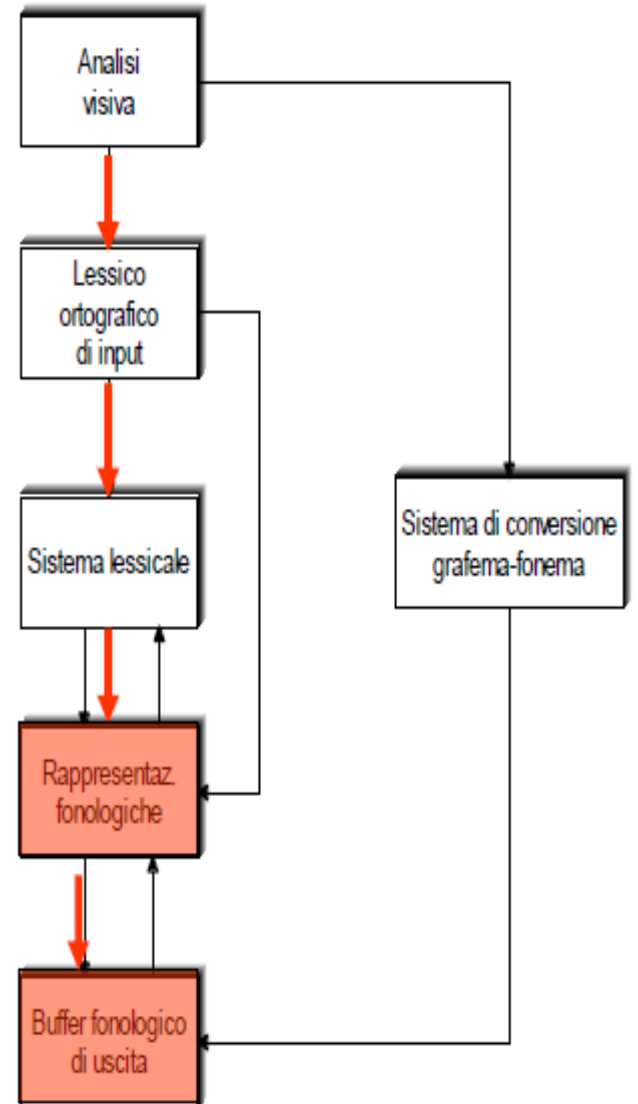 Analisi
visiva
Lessico
ortografico
di input
Sistema lessicale
Sistema di conversione
grafema-fonema
Rappresentaz.
fonologiche
Buffer fonologico
di uscita